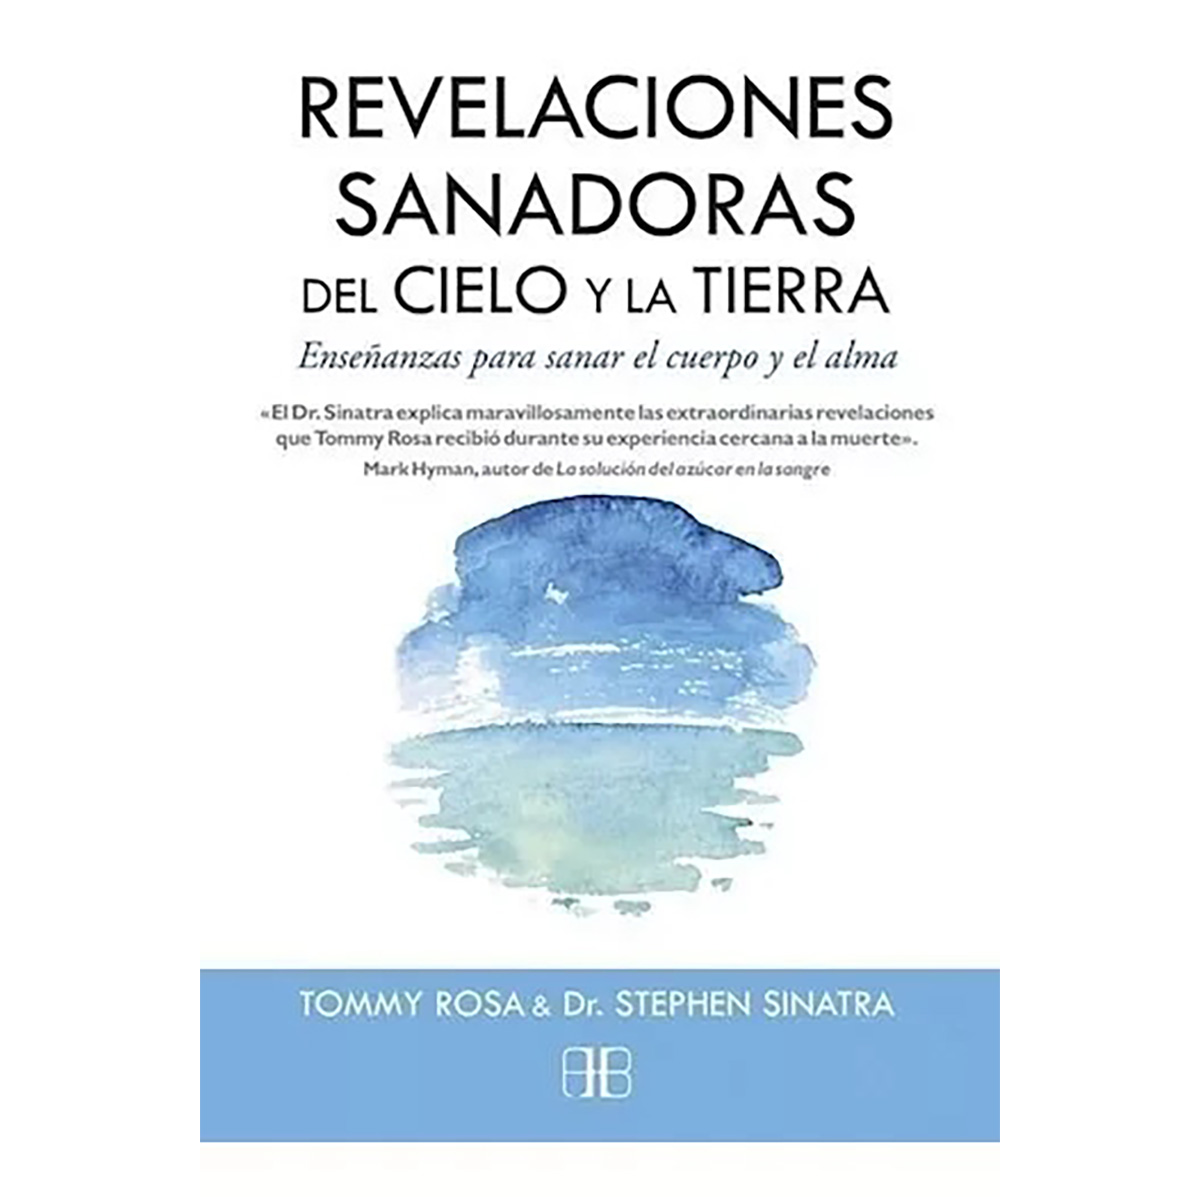 REVELACIONES
SANADORAS
DEL CIELO Y LA TIERRA
Enseñanzas para sanar el cuerpo y el alma
«El Dr. Sinatra explica maravillosamente las extraordinarias revelaciones
que Tommy Rosa recibió durante su experiencia cercana a la muerte».
Mark Hyman, autor de La solución del azúcar en la sangre
TOMMY ROSA & Dr. STEPHEN SINATRA
AB